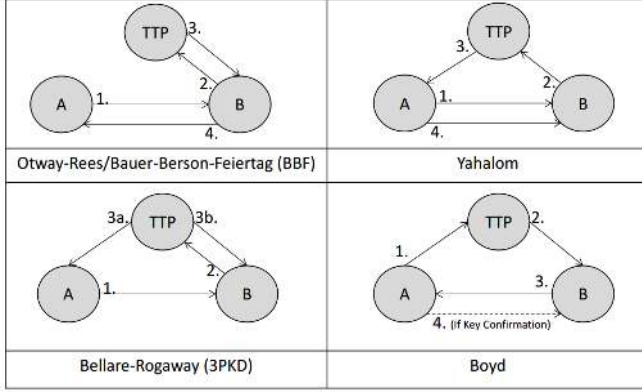 TTP
3.
2.
A
1.
B
4.
Otway-Rees/Bauer-Berson-Feiertag (BBF)
TTP
3.
2.
A
1.
B
4.
Yahalom
3a.
TTP
3b.
2.
A
1.
B
Bellare-Rogaway (3PKD)
TTP
2.
1.
A
3.
B
4. (If Key Confirmation)
Boyd